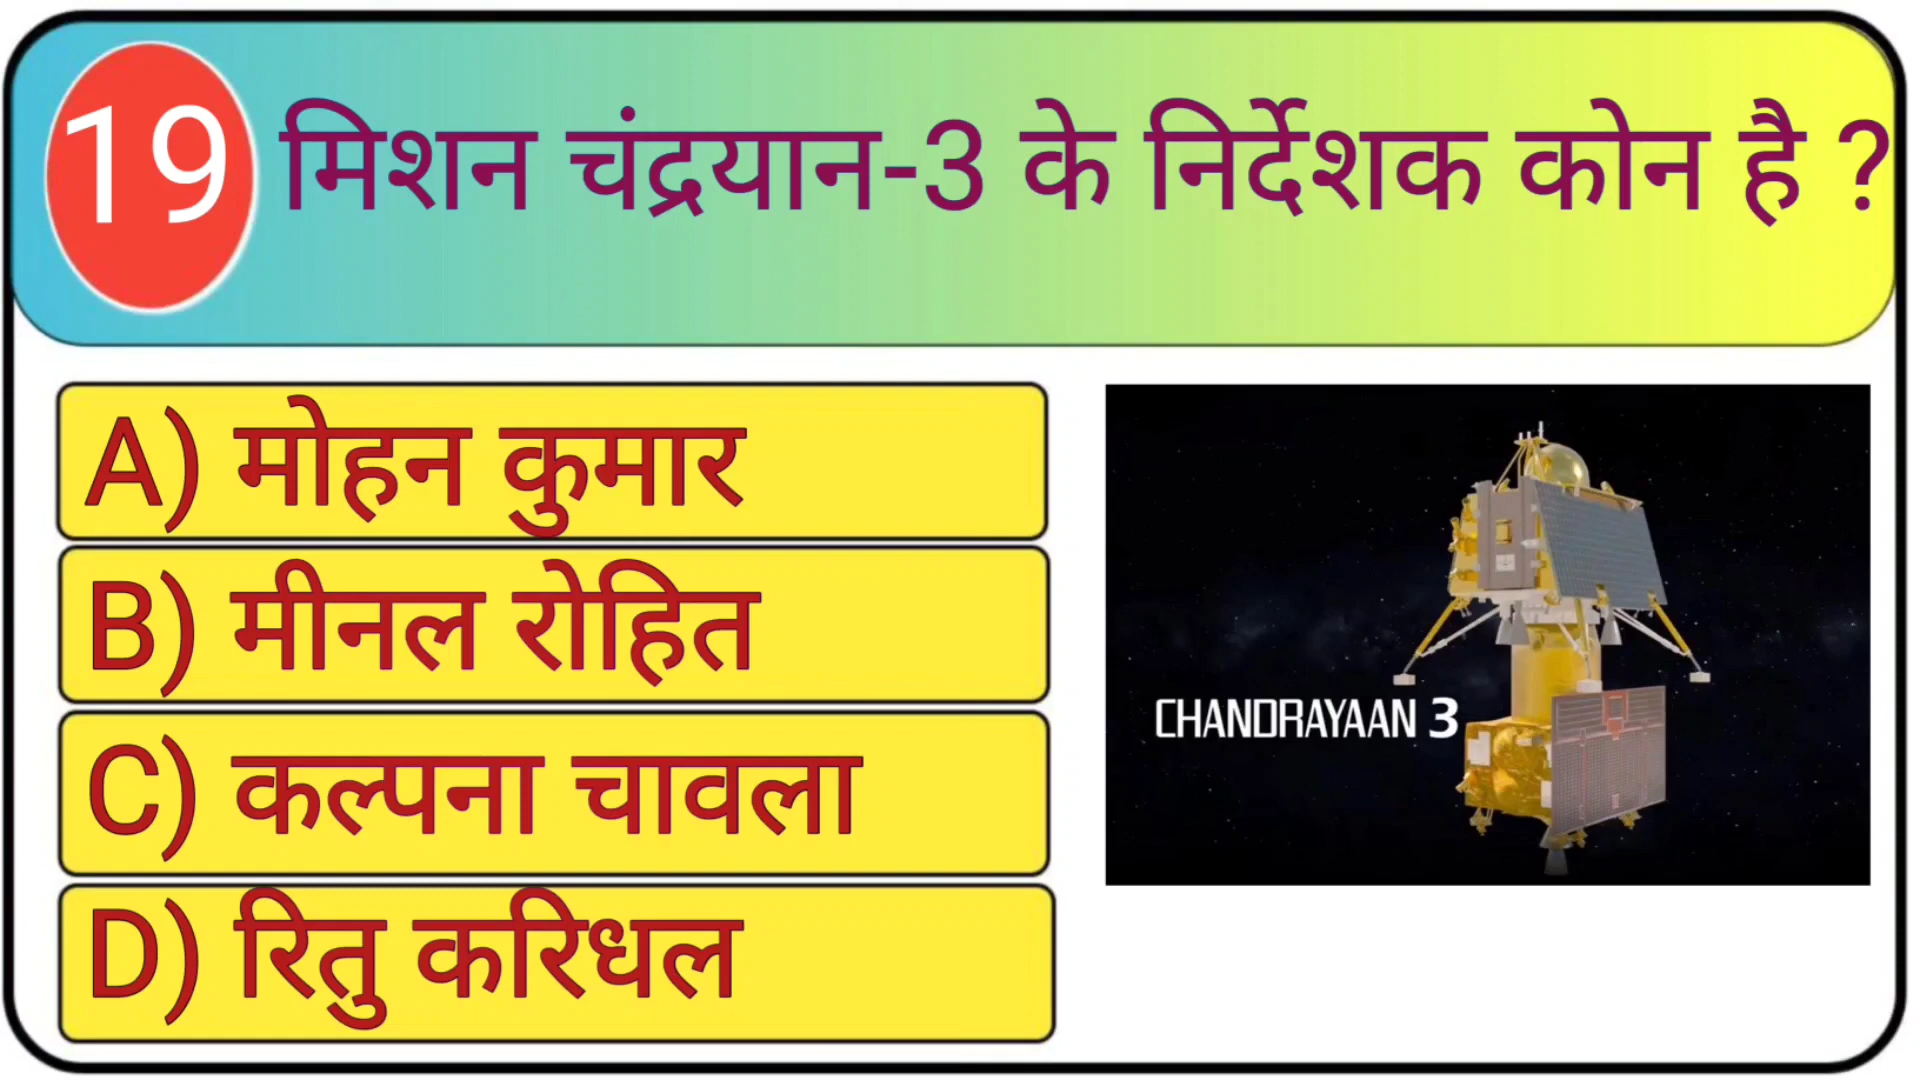 19 मिशन चंद्रयान-3 के निर्देशक कोन है ?
A) मोहन कुमार
B) मीनल रोहित
C) कल्पना चावला
D) रितु करिधल
CHANDRAYAAN 3